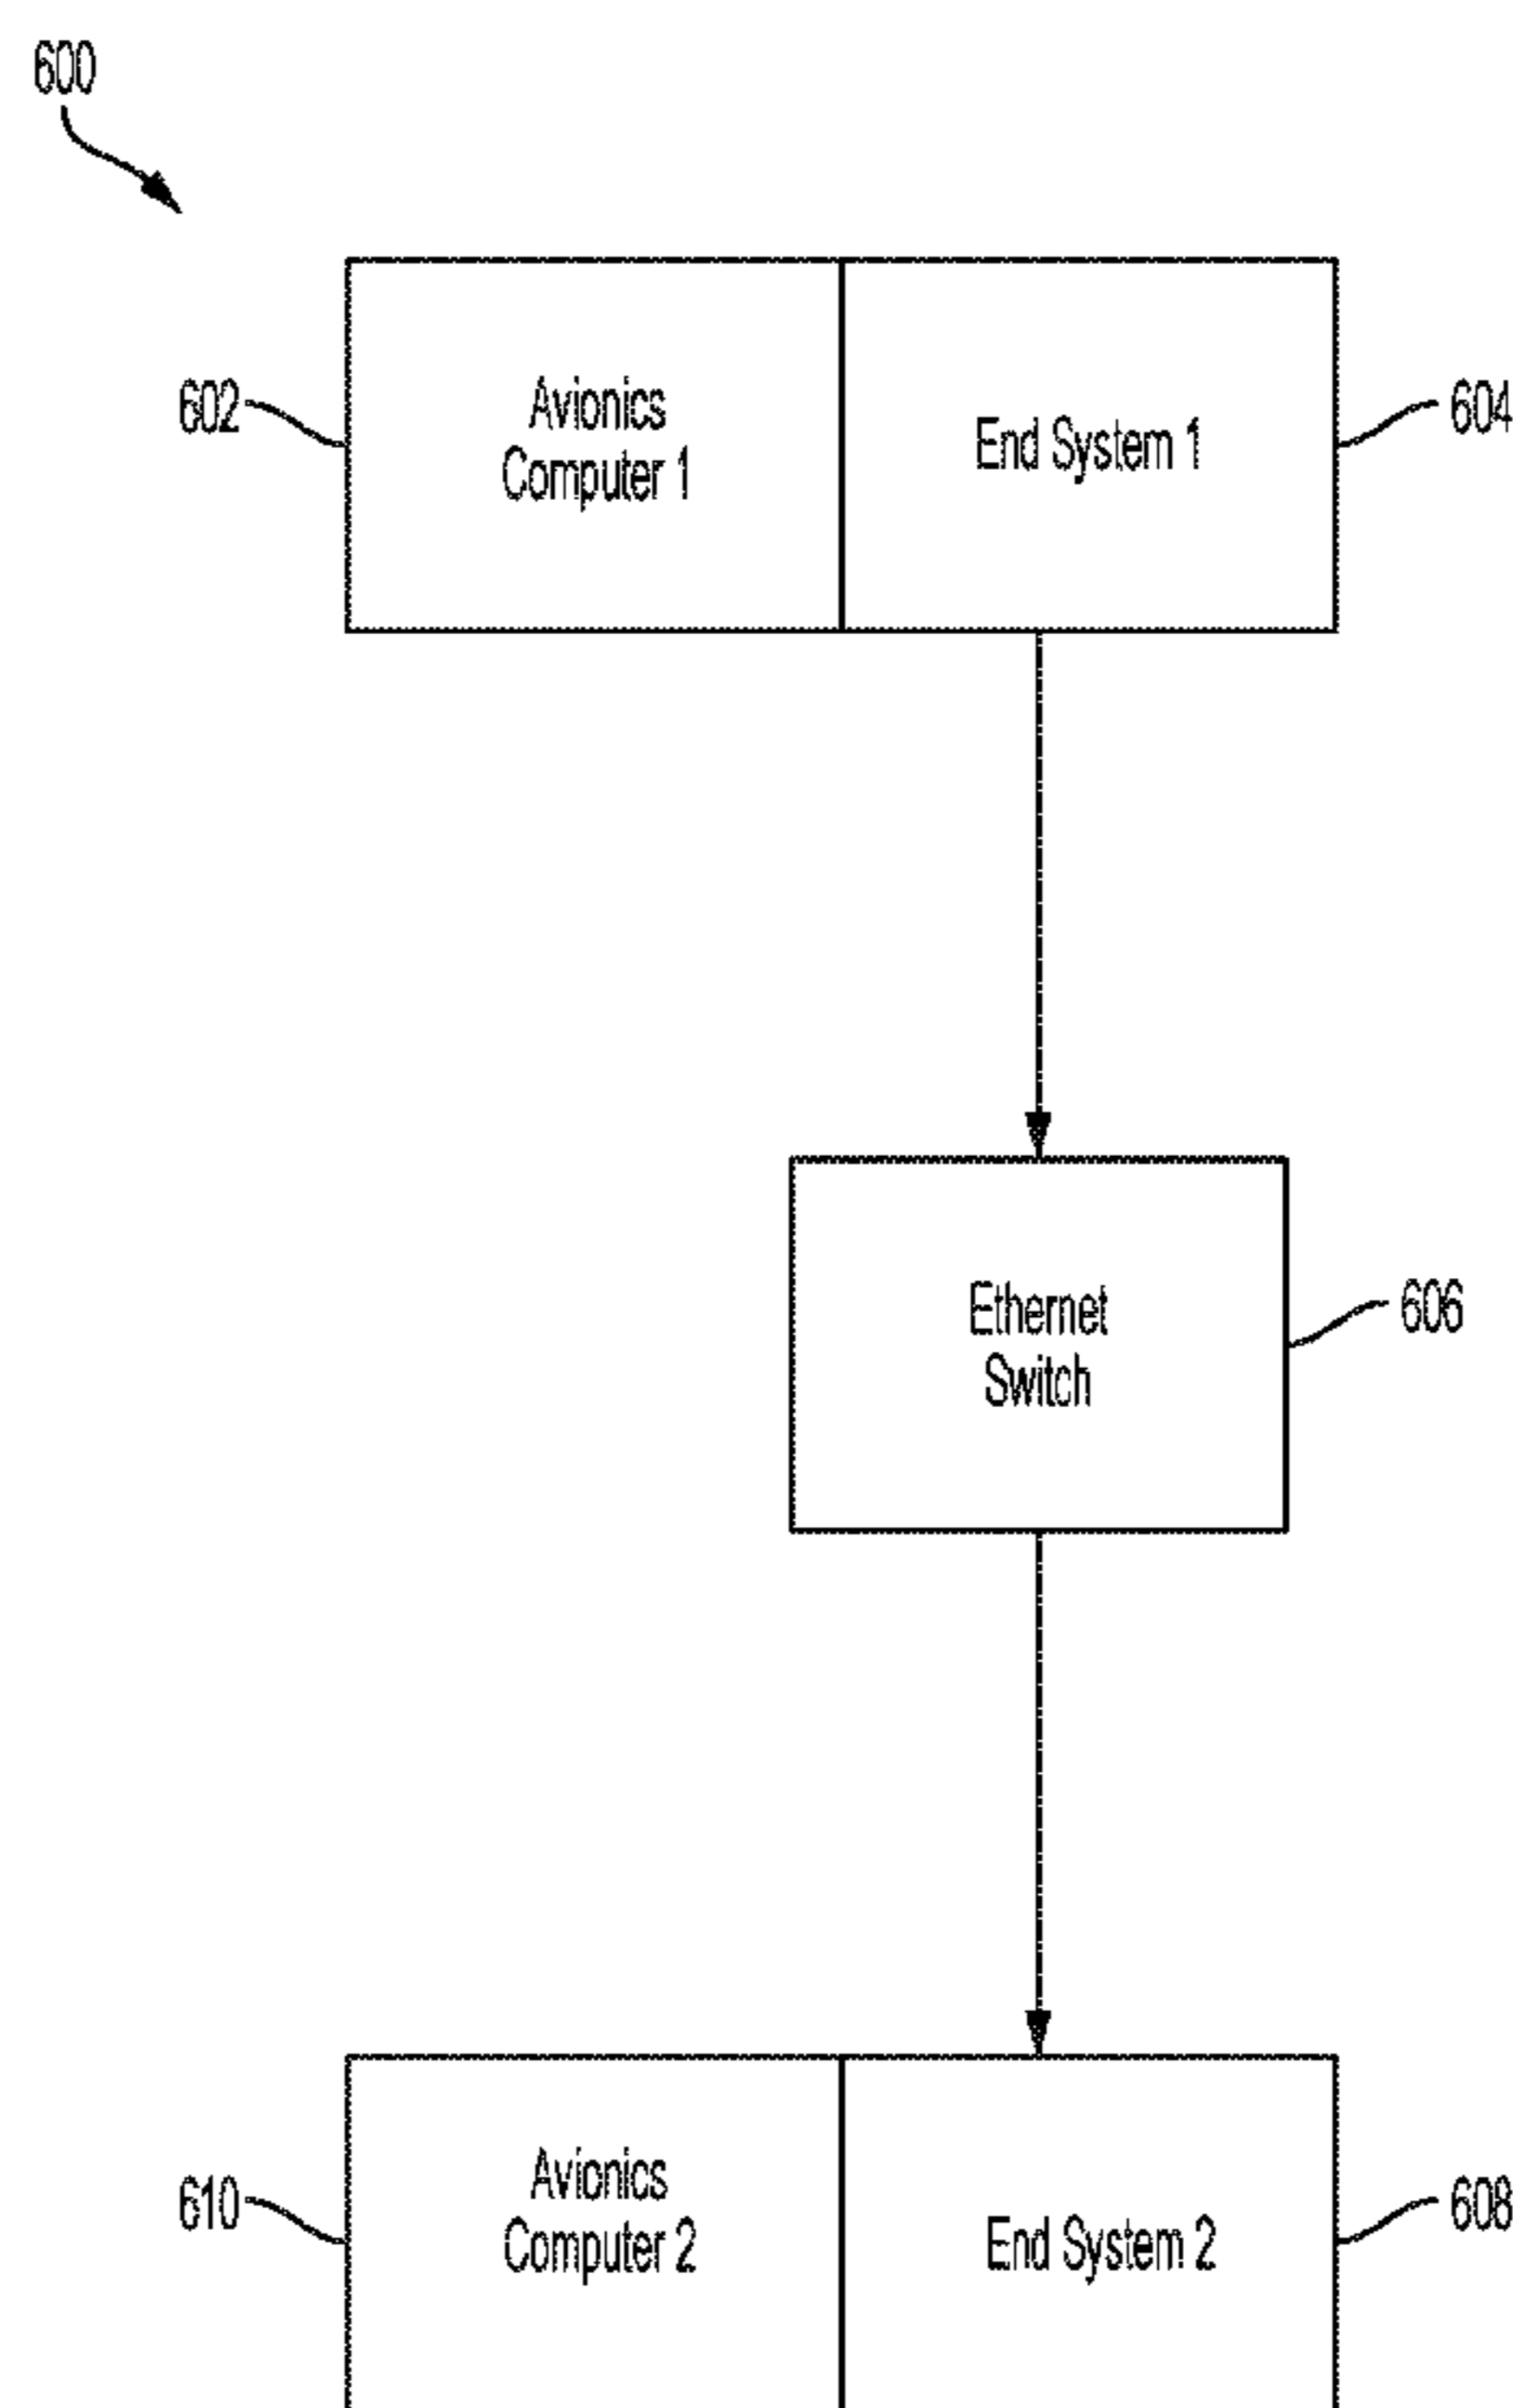 600
602
Avionics
Computer 1
End System 1
604
Ethernet
Switch
606
610
Avionics
Computer 2
End System 2
608